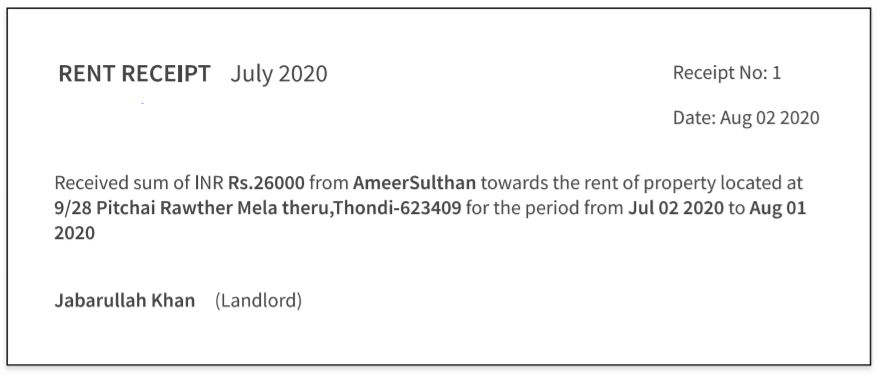 RENT RECEIPT July 2020
Receipt No: 1
Date: Aug 02 2020
Received sum of INR Rs.26000 from AmeerSulthan towards the rent of property located at
9/28 Pitchai Rawther Mela theru,Thondi-623409 for the period from Jul 02 2020 to Aug 01
2020
Jabarullah Khan (Landlord)